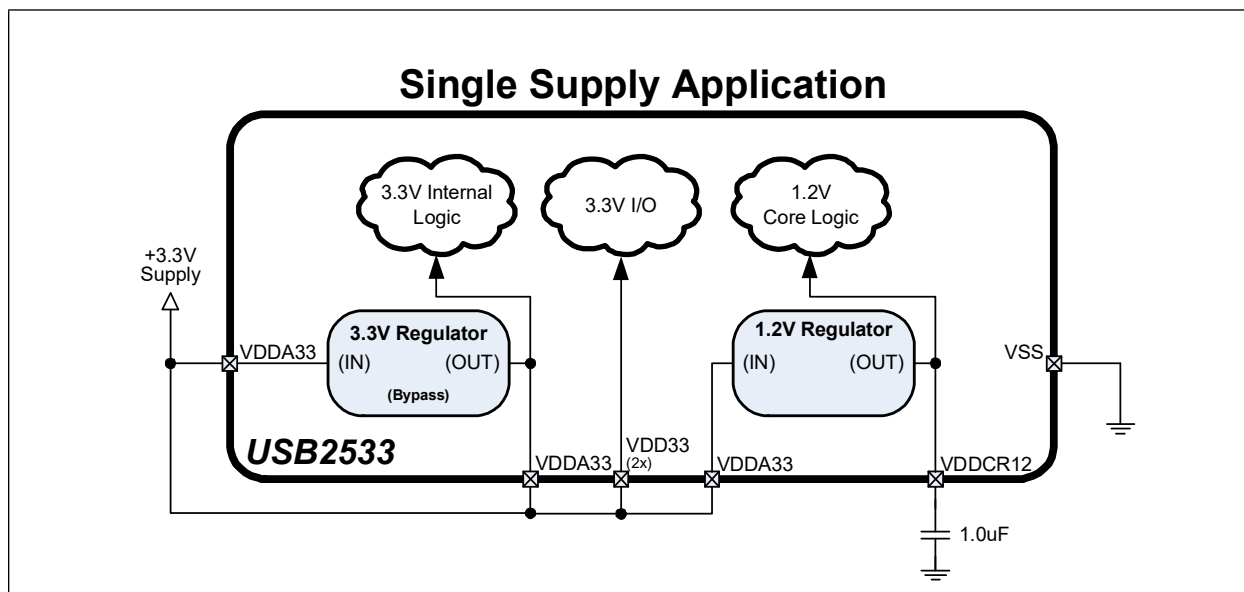 Single Supply Application
3.3V Internal
Logic
3.3V I/O
1.2V
Core Logic
+3.3V
Supply
VDDA33
3.3V Regulator
(IN) (OUT)
(Bypass)
1.2V Regulator
(IN) (OUT)
VSS
USB2533
VDDA33
VDD33
(2x)
VDDA33
VDDCR12
1.0uF